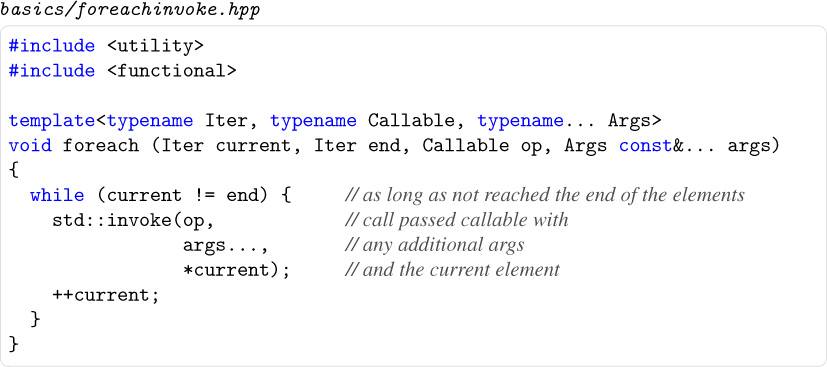 basics/foreachinvoke.hpp
#include <utility>
#include <functional>
template<typename Iter, typename Callable, typename... Args>
void foreach (Iter current, Iter end, Callable op, Args const&... args)
{
  while (current != end) {     // as long as not reached the end of the elements
    std::invoke(op,            // call passed callable with
                args...,       // any additional args
                *current);     // and the current element
    ++current;
  }
}